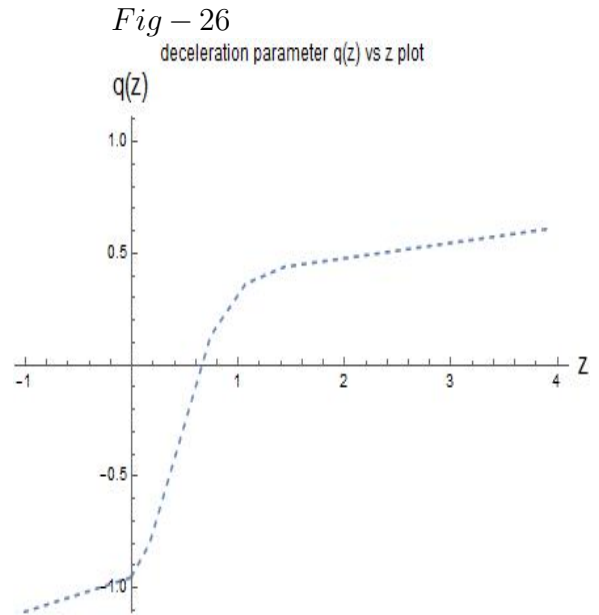 Fig – 26
deceleration parameter q(z) vs z plot
q(z)
1.0
0.5
-1 1 2 3 4 z
-0.5
-1.0